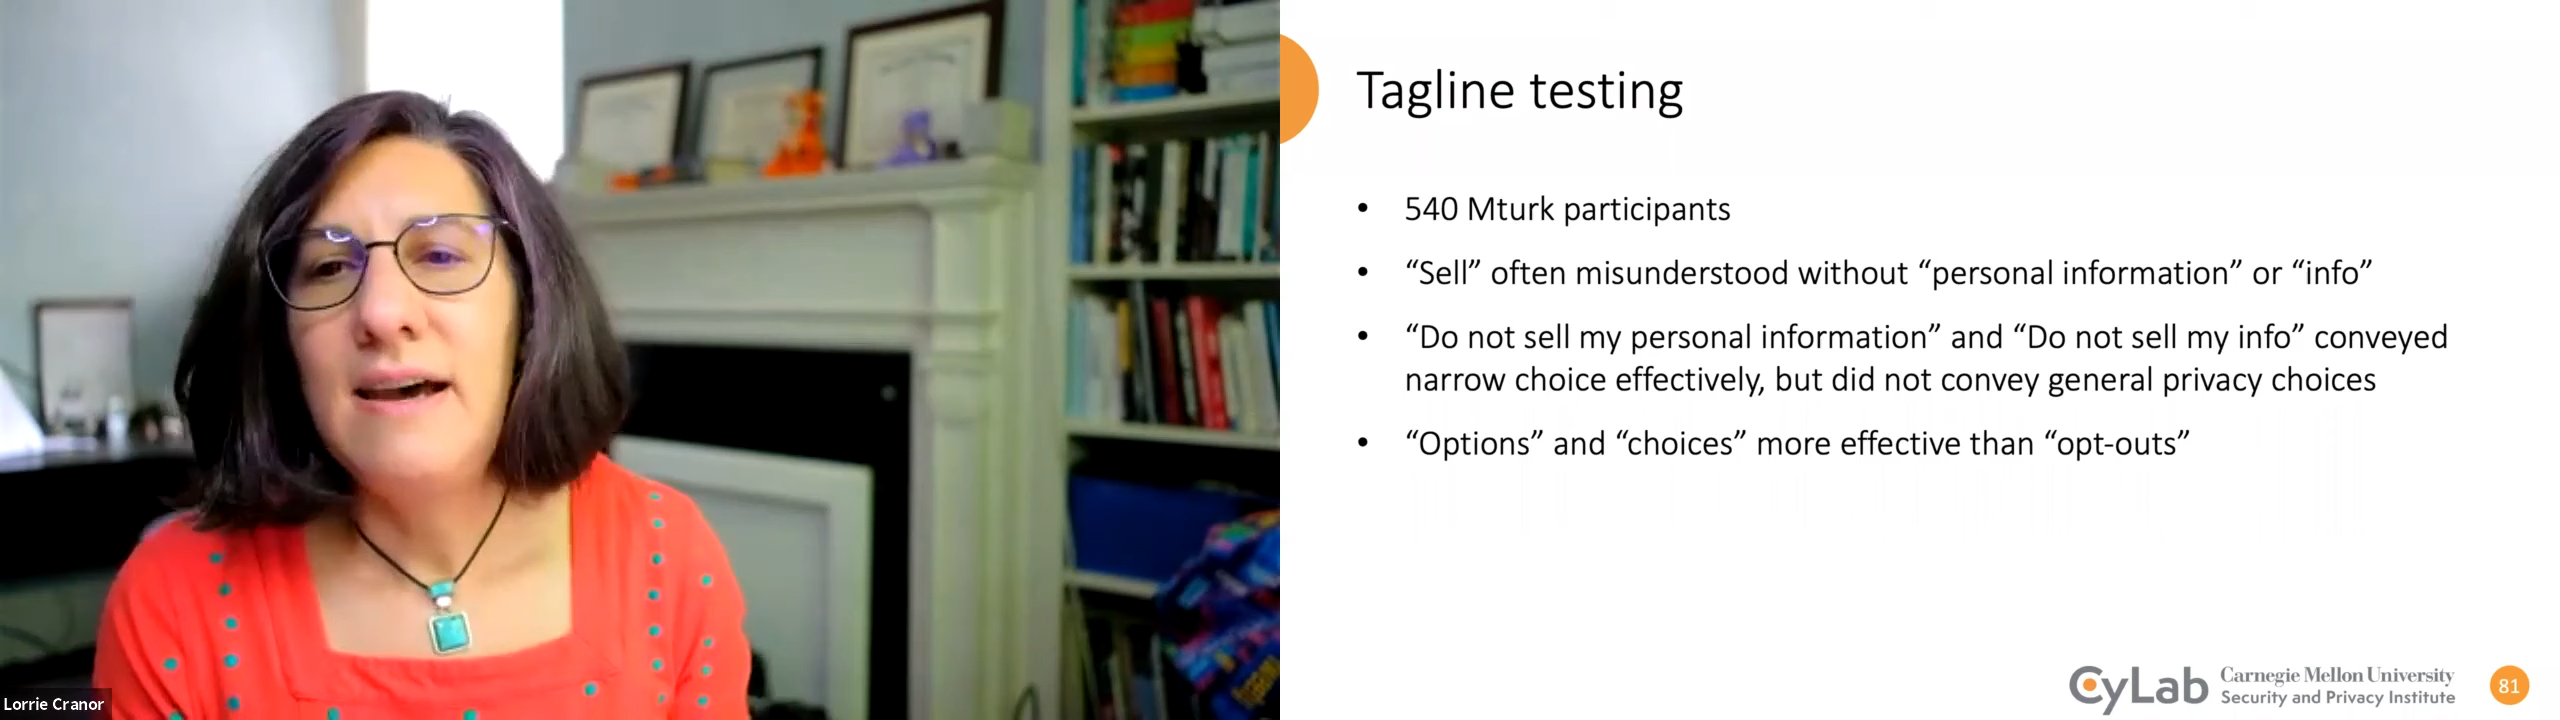 Lorrie Cranor
Tagline testing
• 540 Mturk participants
• “Sell” often misunderstood without “personal information” or “info”
• “Do not sell my personal information” and “Do not sell my info” conveyed
narrow choice effectively, but did not convey general privacy choices
• “Options” and “choices” more effective than “opt-outs”
CyLab
Carnegie Mellon University
Security and Privacy Institute
81